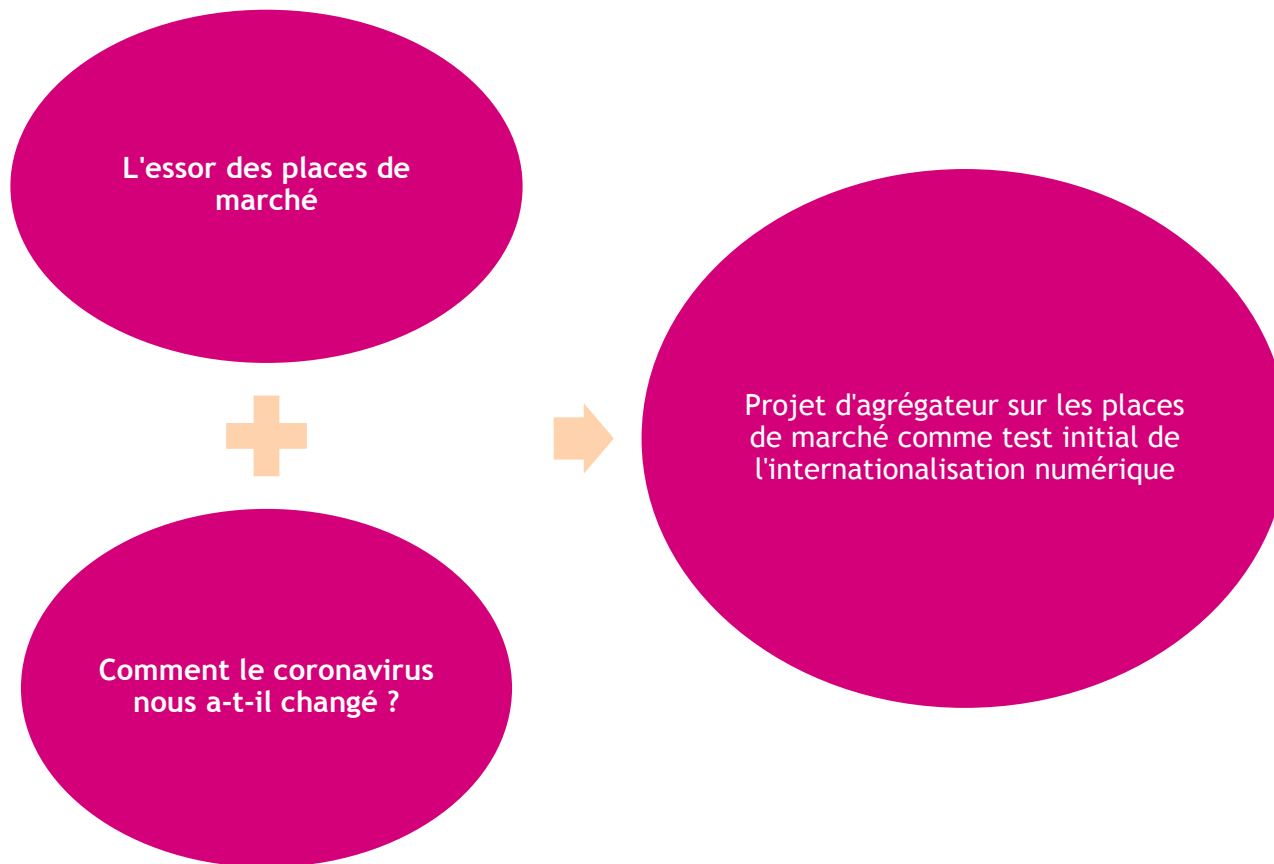 L'essor des places de
marché
Comment le coronavirus
nous a-t-il changé ?
Projet d'agrégateur sur les places
de marché comme test initial de
l'internationalisation numérique